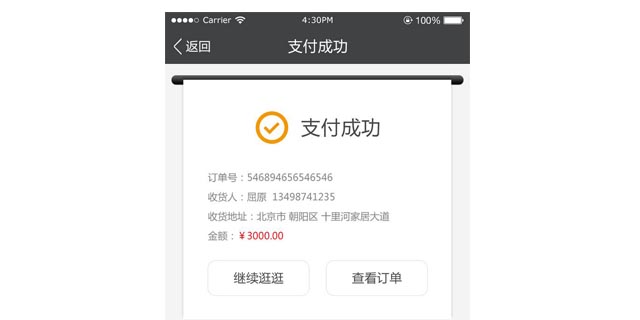 Carrier 4:30PM 100%
返回 支付成功
支付成功
订单号：546894656546546
收货人：屈原 13498741235
收货地址：北京市 朝阳区 十里河家居大道
金额：￥3000.00
继续逛逛 查看订单